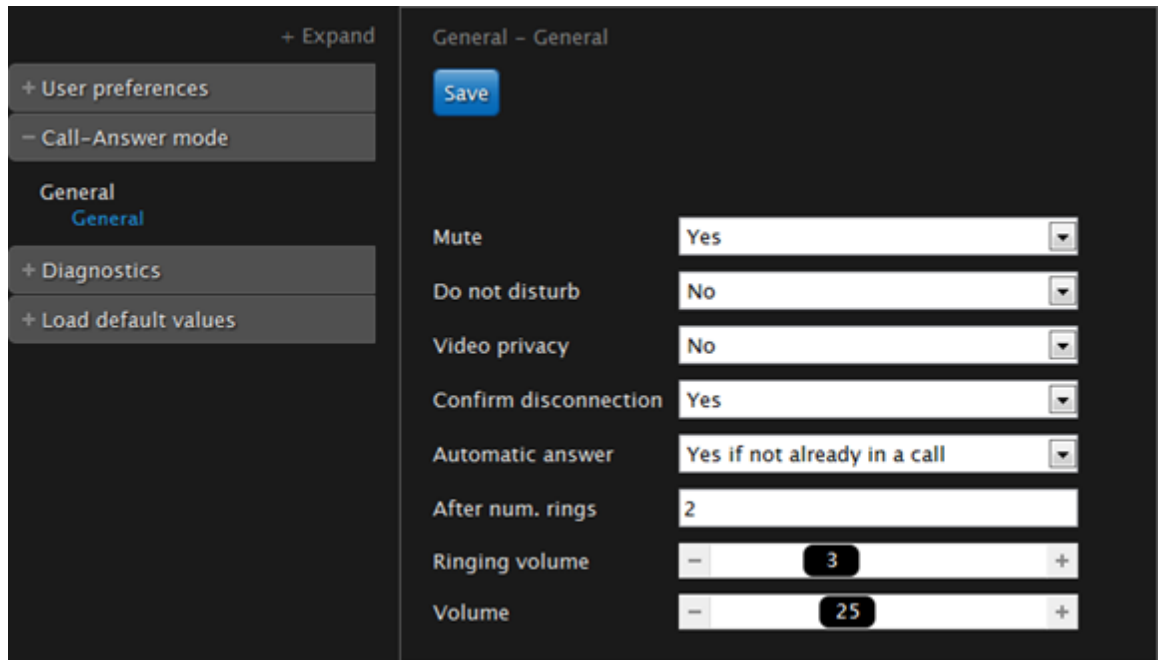 + Expand
+ User preferences
− Call-Answer mode
General
General
+ Diagnostics
+ Load default values
General - General
Save
Mute Yes
Do not disturb No
Video privacy No
Confirm disconnection Yes
Automatic answer Yes if not already in a call
After num. rings 2
Ringing volume − 3 +
Volume − 25 +